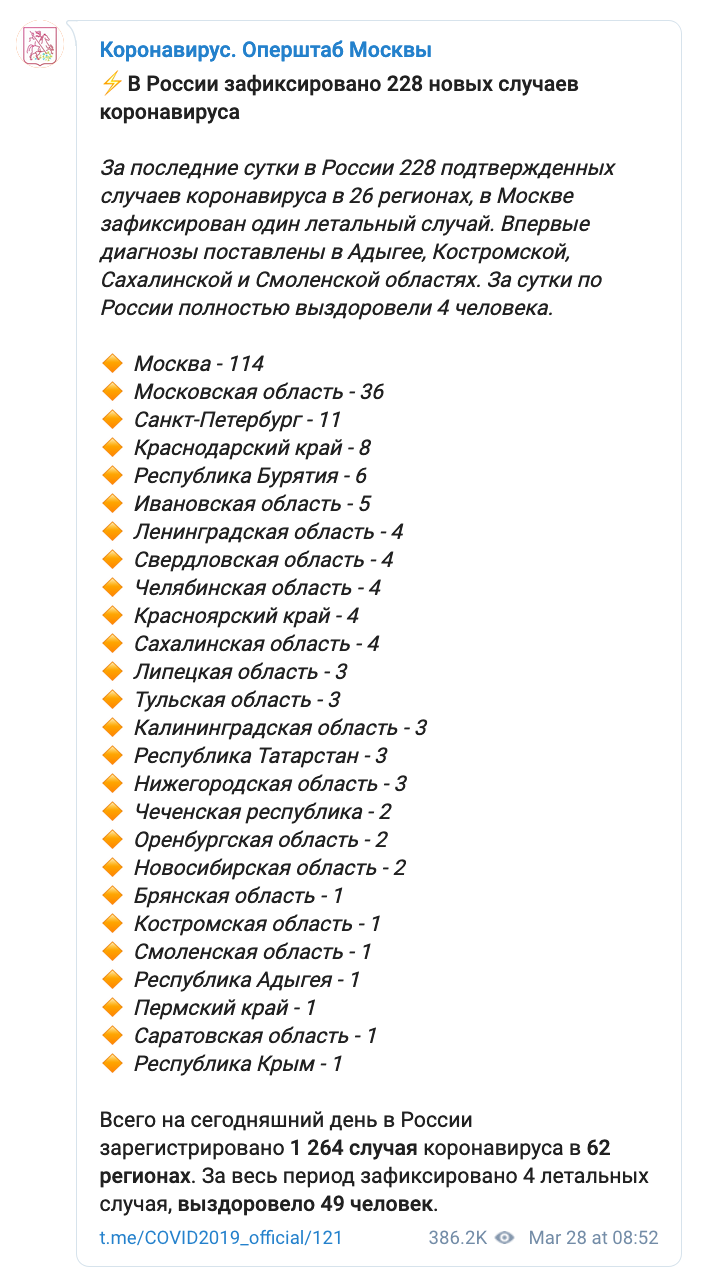 Коронавирус. Оперштаб Москвы
⚡В России зафиксировано 228 новых случаев
коронавируса
За последние сутки в России 228 подтвержденных
случаев коронавируса в 26 регионах, в Москве
зафиксирован один летальный случай. Впервые
диагнозы поставлены в Адыгее, Костромской,
Сахалинской и Смоленской областях. За сутки по
России полностью выздоровели 4 человека.
🔶 Москва - 114
🔶 Московская область - 36
🔶 Санкт-Петербург - 11
🔶 Краснодарский край - 8
🔶 Республика Бурятия - 6
🔶 Ивановская область - 5
🔶 Ленинградская область - 4
🔶 Свердловская область - 4
🔶 Челябинская область - 4
🔶 Красноярский край - 4
🔶 Сахалинская область - 4
🔶 Липецкая область - 3
🔶 Тульская область - 3
🔶 Калининградская область - 3
🔶 Республика Татарстан - 3
🔶 Нижегородская область - 3
🔶 Чеченская республика - 2
🔶 Оренбургская область - 2
🔶 Новосибирская область - 2
🔶 Брянская область - 1
🔶 Костромская область - 1
🔶 Смоленская область - 1
🔶 Республика Адыгея - 1
🔶 Пермский край - 1
🔶 Саратовская область - 1
🔶 Республика Крым - 1
Всего на сегодняшний день в России
зарегистрировано 1 264 случая коронавируса в 62
регионах. За весь период зафиксировано 4 летальных
случая, выздоровело 49 человек.
t.me/COVID2019_official/121 386.2K Mar 28 at 08:52